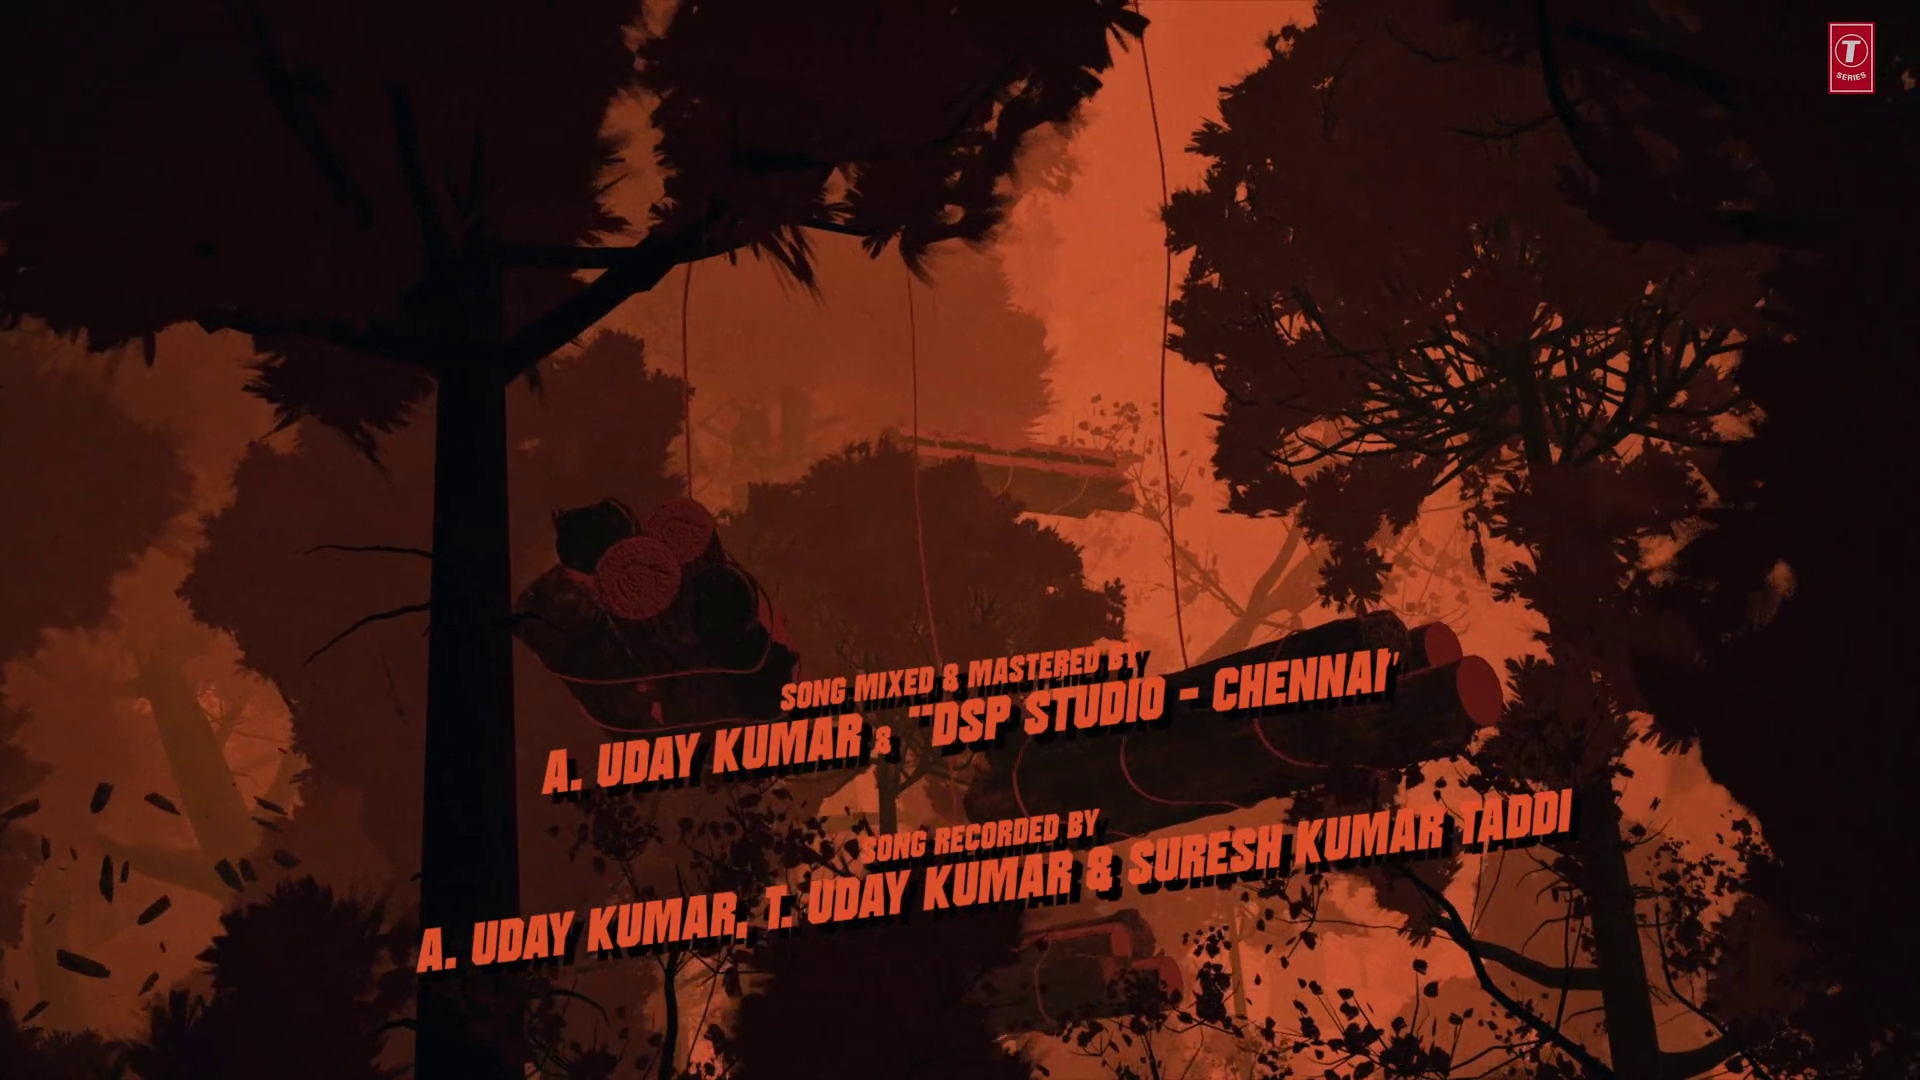 T
SERIES
SONG MIXED & MASTERED BY
A. UDAY KUMAR & "DSP STUDIO - CHENNAI"
SONG RECORDED BY
A. UDAY KUMAR, T. UDAY KUMAR & SURESH KUMAR TADDI